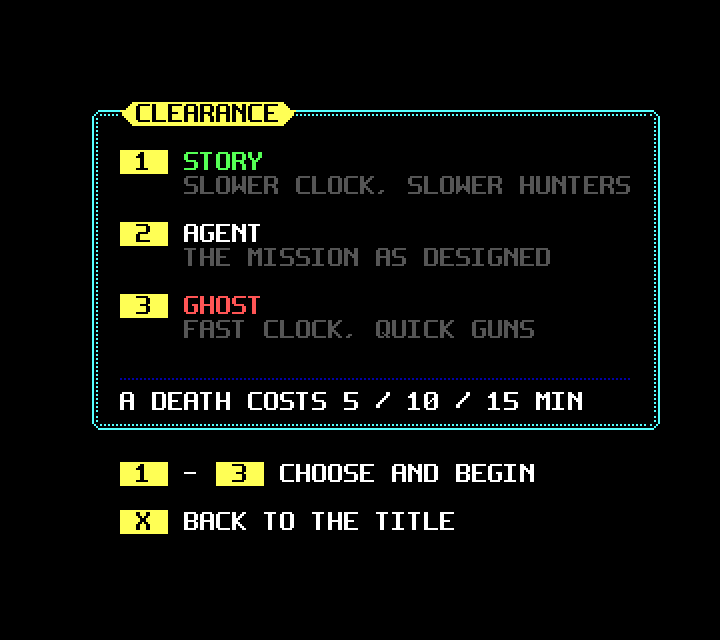 CLEARANCE
1 STORY
SLOWER CLOCK, SLOWER HUNTERS
2 AGENT
THE MISSION AS DESIGNED
3 GHOST
FAST CLOCK, QUICK GUNS
A DEATH COSTS 5 / 10 / 15 MIN
1 - 3 CHOOSE AND BEGIN
X BACK TO THE TITLE